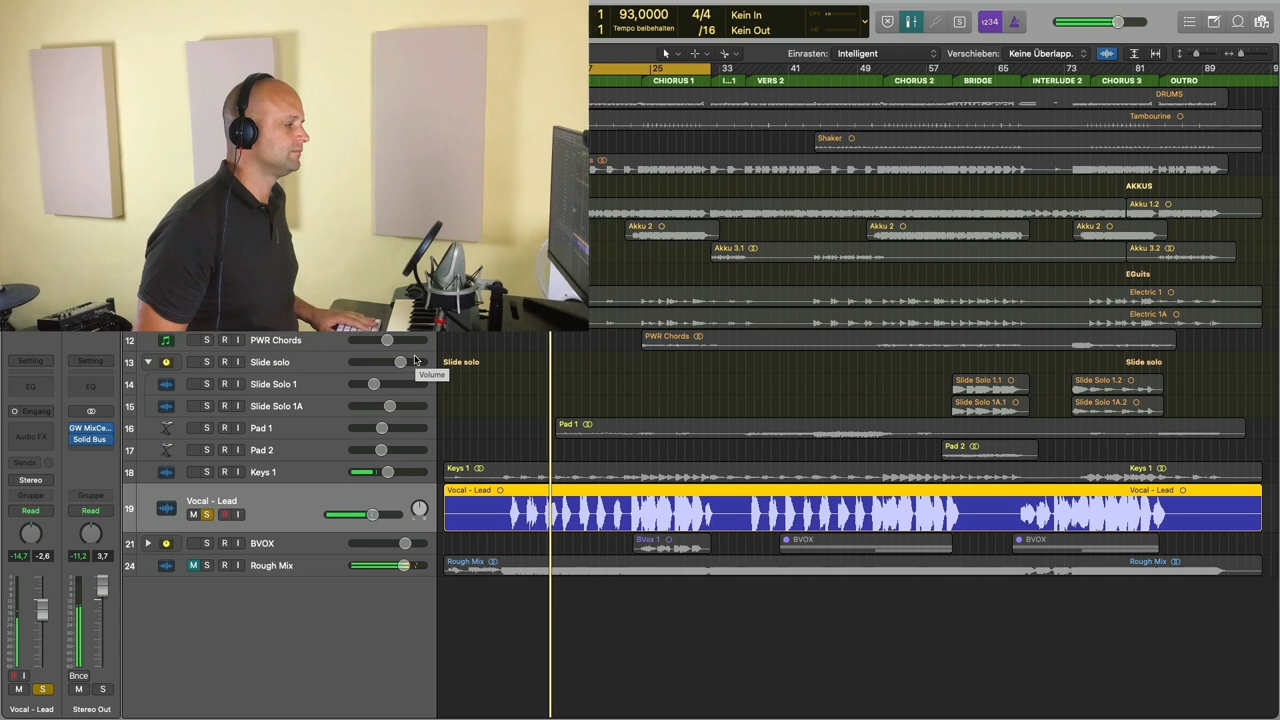 1 93,0000 4/4 Kein In CPU
1 Tempo beibehalten /16 Kein Out
S 1234
Einrasten: Intelligent Verschieben: Keine Überlapp.
25 33 41 49 57 65 73 81 89
CHIORUS 1 I...1 VERS 2 CHORUS 2 BRIDGE INTERLUDE 2 CHORUS 3 OUTRO
DRUMS
Tambourine
Shaker
s
AKKUS
Akku 1.2
Akku 2 Akku 2 Akku 2
Akku 3.1 Akku 3.2
EGuits
Electric 1
Electric 1A
12 S R I PWR Chords PWR Chords
13 S R I Slide solo Slide solo Slide solo
Volume
14 S R I Slide Solo 1 Slide Solo 1.1 Slide Solo 1.2
15 S R I Slide Solo 1A Slide Solo 1A.1 Slide Solo 1A.2
16 S R I Pad 1 Pad 1
17 S R I Pad 2 Pad 2
18 S R I Keys 1 Keys 1 Keys 1
19 Vocal - Lead Vocal - Lead Vocal - Lead
M S R I
21 S R I BVOX BVox 1 BVOX BVOX
24 M S R I Rough Mix Rough Mix Rough Mix
Setting Setting
EQ EQ
Eingang
Audio FX GW MixCe...
Solid Bus
Sends
Stereo
Gruppe Gruppe
Read Read
-14,7 -2,6 -11,2 3,7
R I Bnce
M S M S
Vocal - Lead Stereo Out